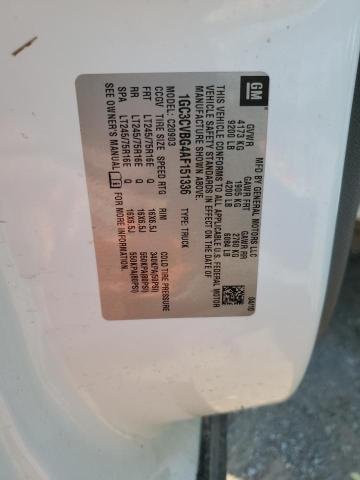 GM
MFD BY GENERAL MOTORS LLC
04/10
GVWR GAWR FRT GAWR RR
4173 KG 1905 KG 2760 KG
9200 LB 4200 LB 6084 LB
THIS VEHICLE CONFORMS TO ALL APPLICABLE U.S. FEDERAL MOTOR
VEHICLE SAFETY STANDARDS IN EFFECT ON THE DATE OF
MANUFACTURE SHOWN ABOVE.
1GC3CVBG4AF151336 TYPE: TRUCK
MODEL: C20903
CCGV TIRE SIZE SPEED RTG RIM COLD TIRE PRESSURE
FRT LT245/75R16E Q 16X6.5J 340KPA(50PSI)
RR LT245/75R16E Q 16X6.5J 550KPA(80PSI)
SPA LT245/75R16E Q 16X6.5J 550KPA(80PSI)
SEE OWNER'S MANUAL FOR MORE INFORMATION.